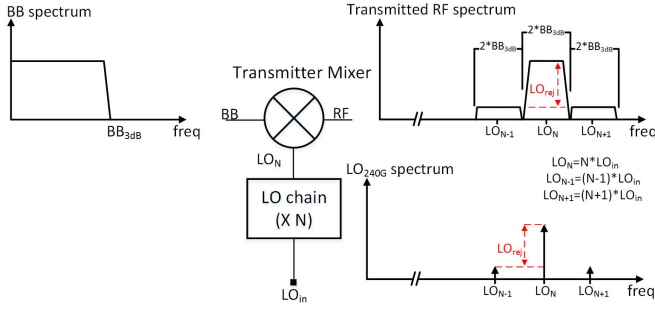 BB spectrum
BB3dB
freq
Transmitter Mixer
BB
RF
LON
LO chain
(X N)
LOin
Transmitted RF spectrum
2*BB3dB
2*BB3dB
2*BB3dB
LOrej
LON-1
LON
LON+1
freq
LON=N*LOin
LON-1=(N-1)*LOin
LON+1=(N+1)*LOin
LO240G spectrum
LOrej
LON-1
LON
LON+1
freq